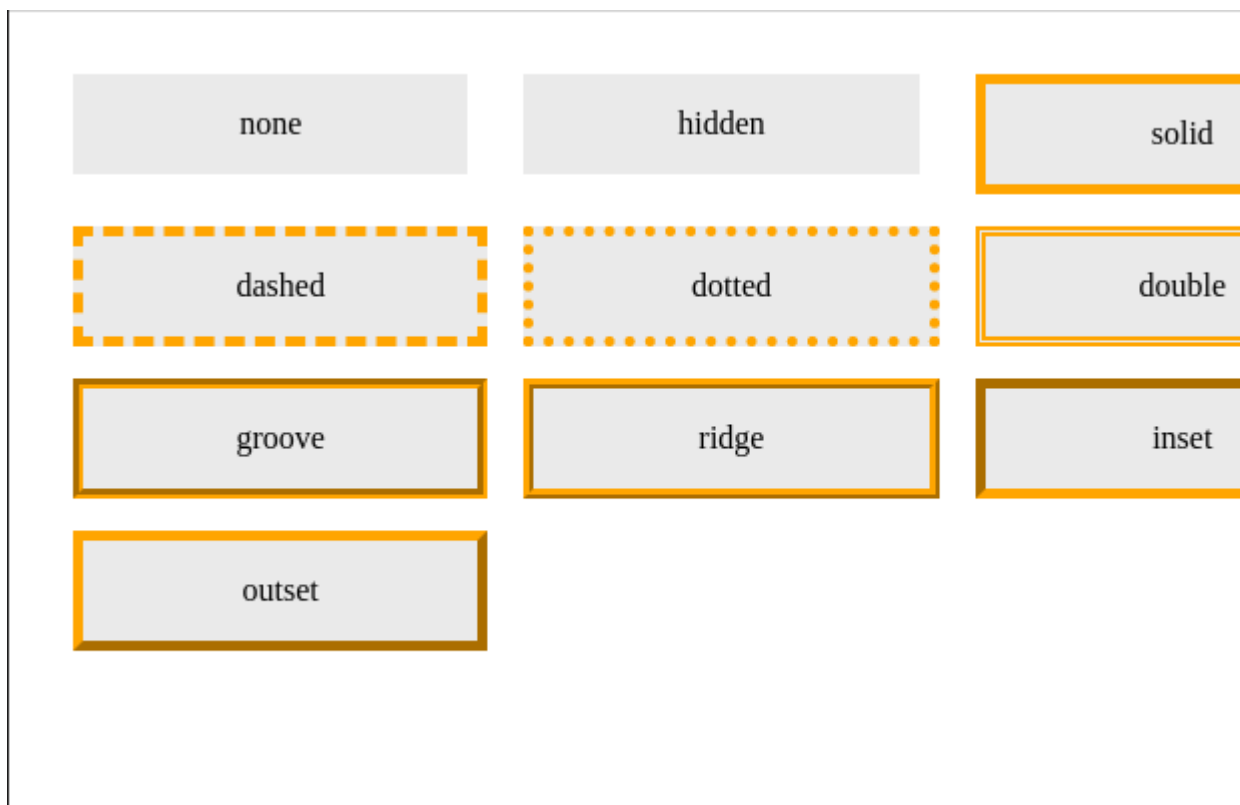 none
hidden
solid
dashed
dotted
double
groove
ridge
inset
outset